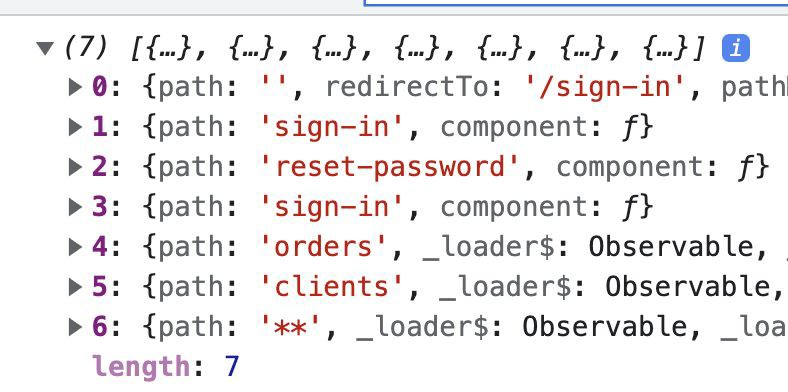 ▼ (7) [{…}, {…}, {…}, {…}, {…}, {…}, {…}] i
▶ 0: {path: '', redirectTo: '/sign-in', path
▶ 1: {path: 'sign-in', component: ƒ}
▶ 2: {path: 'reset-password', component: ƒ}
▶ 3: {path: 'sign-in', component: ƒ}
▶ 4: {path: 'orders', _loader$: Observable, _
▶ 5: {path: 'clients', _loader$: Observable,
▶ 6: {path: '**', _loader$: Observable, _loa
length: 7